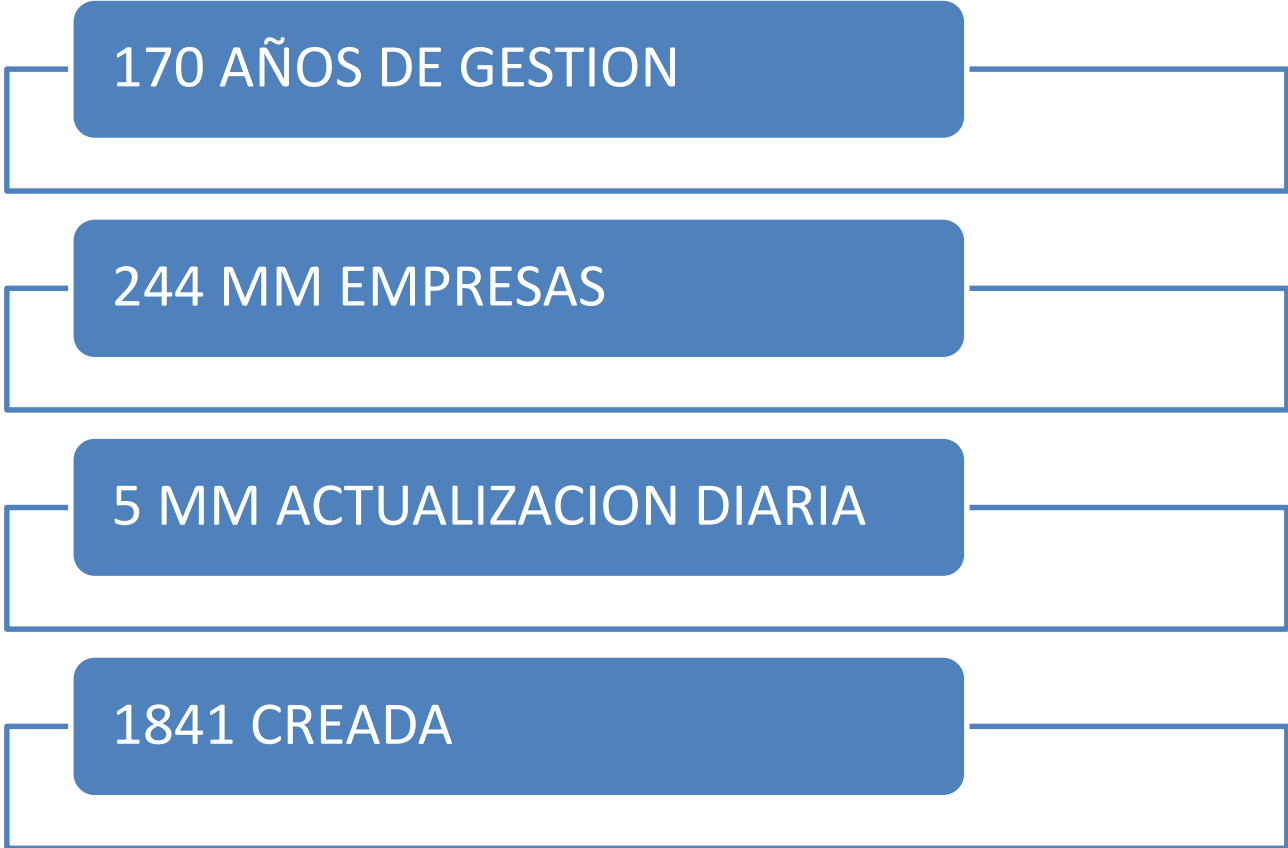 170 AÑOS DE GESTION
244 MM EMPRESAS
5 MM ACTUALIZACION DIARIA
1841 CREADA